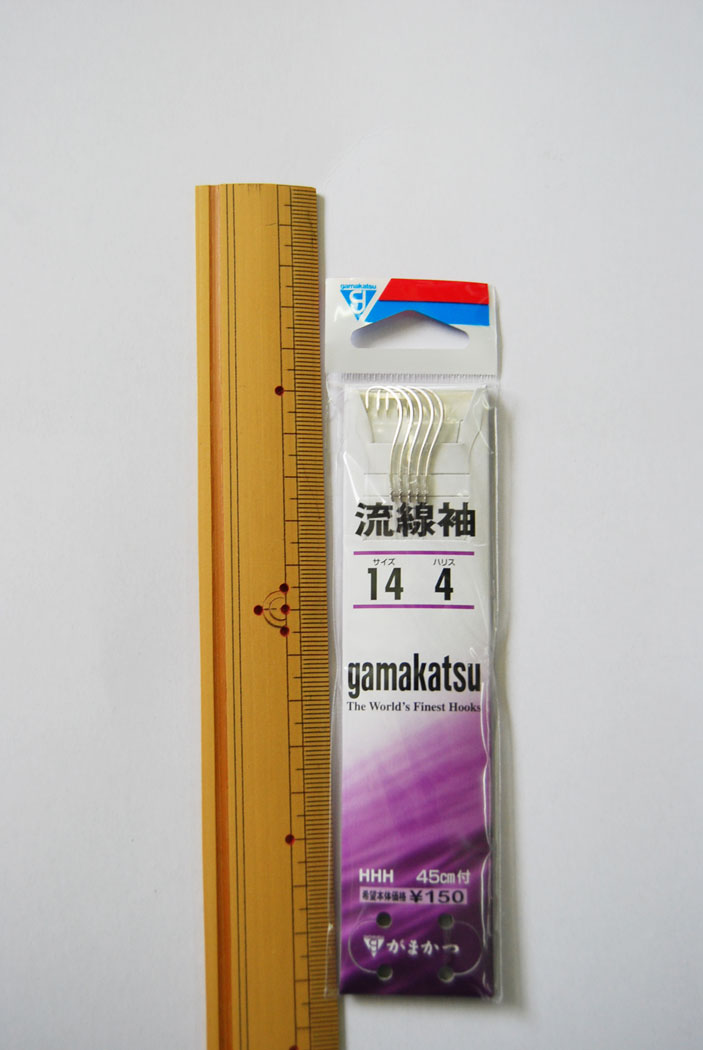 gamakatsu
流線袖
サイズ ハリス
14 4
gamakatsu
The World's Finest Hooks
HHH 45cm付
希望本体価格 ¥150
がまかつ